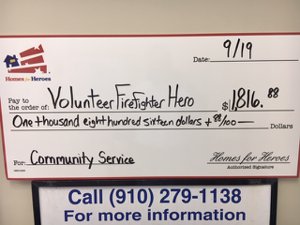 Homes for Heroes
Date: 9/19
Pay to
the order of: Volunteer Firefighter Hero $1,816.88
One thousand eight hundred sixteen dollars + 88/100 — Dollars
For: Community Service
Homes for Heroes
Authorized Signature
Call (910) 279-1138
For more information